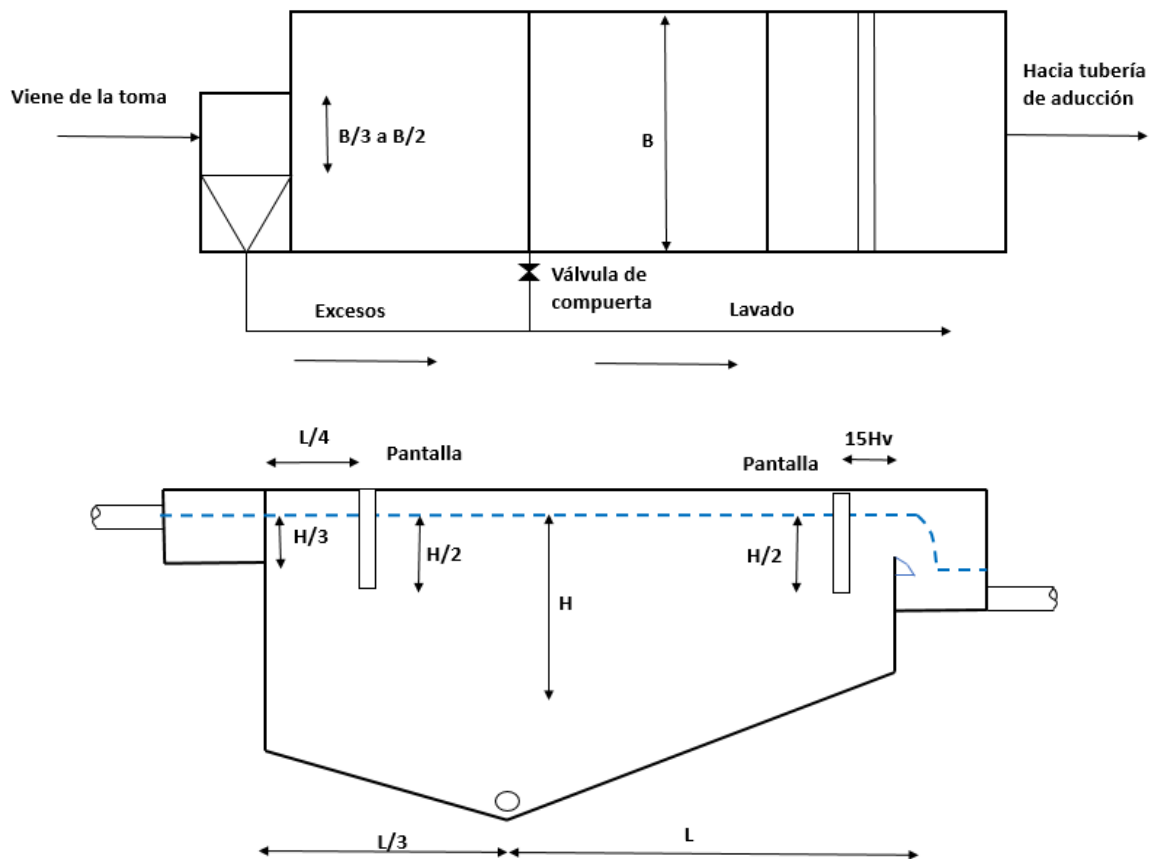 Viene de la toma
B/3 a B/2
B
Hacia tubería
de aducción
Válvula de
compuerta
Excesos
Lavado
L/4
Pantalla
Pantalla
15Hv
H/3
H/2
H
H/2
L/3
L